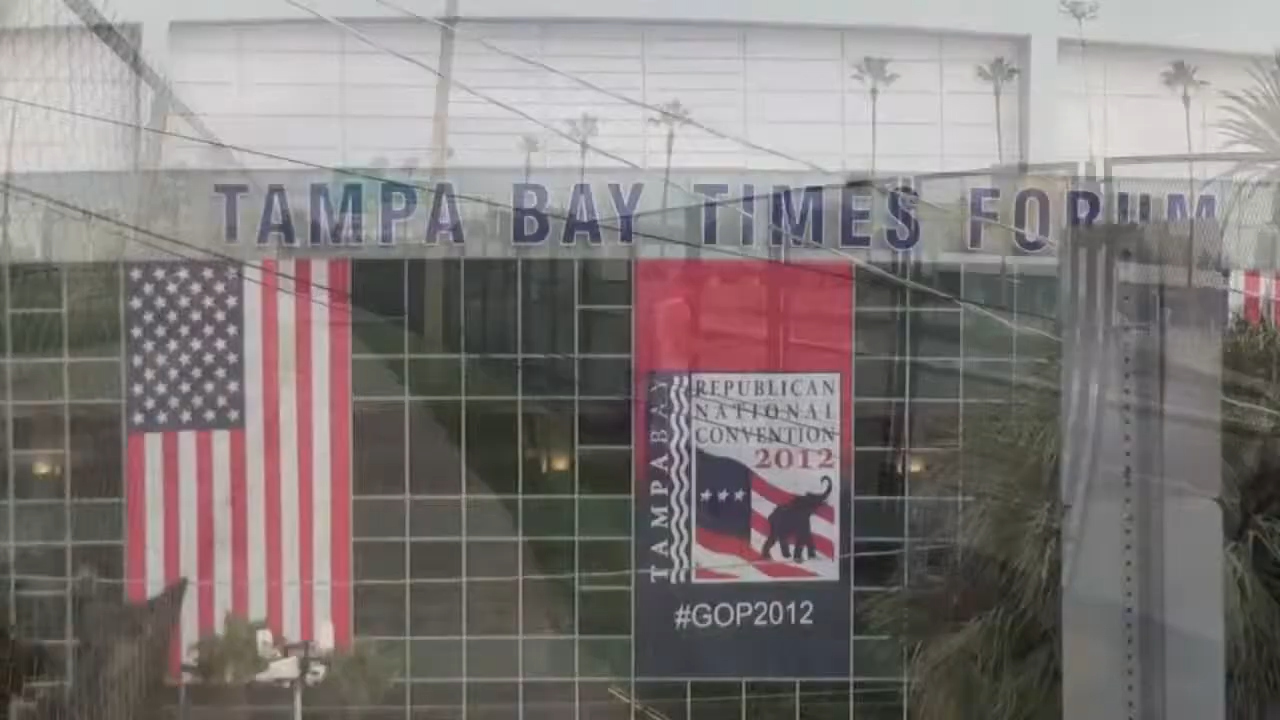 TAMPA BAY TIMES FORUM
TAMPA BAY
REPUBLICAN
NATIONAL
CONVENTION
2012
#GOP2012